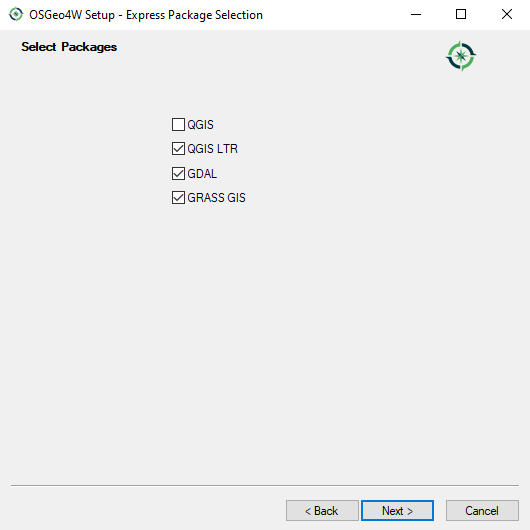 OSGeo4W Setup - Express Package Selection
Select Packages
QGIS
QGIS LTR
GDAL
GRASS GIS
< Back
Next >
Cancel